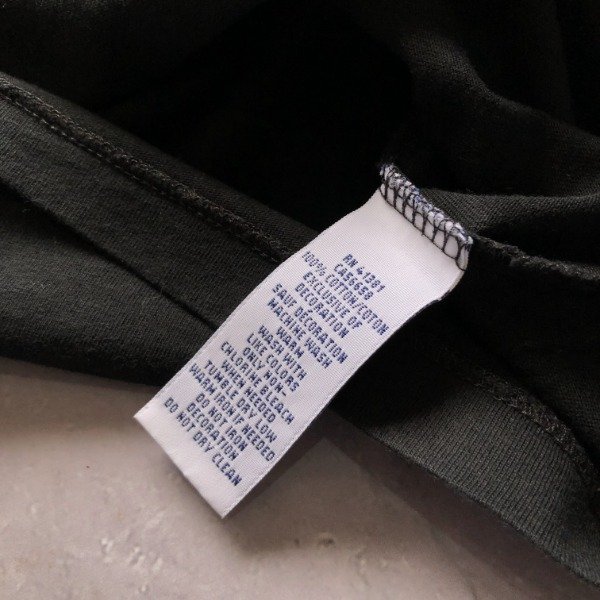 RN 41381
100% COTTON/COTON
CA56658
EXCLUSIVE OF
DECORATION
SAUF DECORATION
MACHINE WASH
WARM
WASH WITH
LIKE COLORS
ONLY NON-
CHLORINE BLEACH
WHEN NEEDED
TUMBLE DRY LOW
WARM IRON IF NEEDED
DO NOT IRON
DECORATION
DO NOT DRY CLEAN